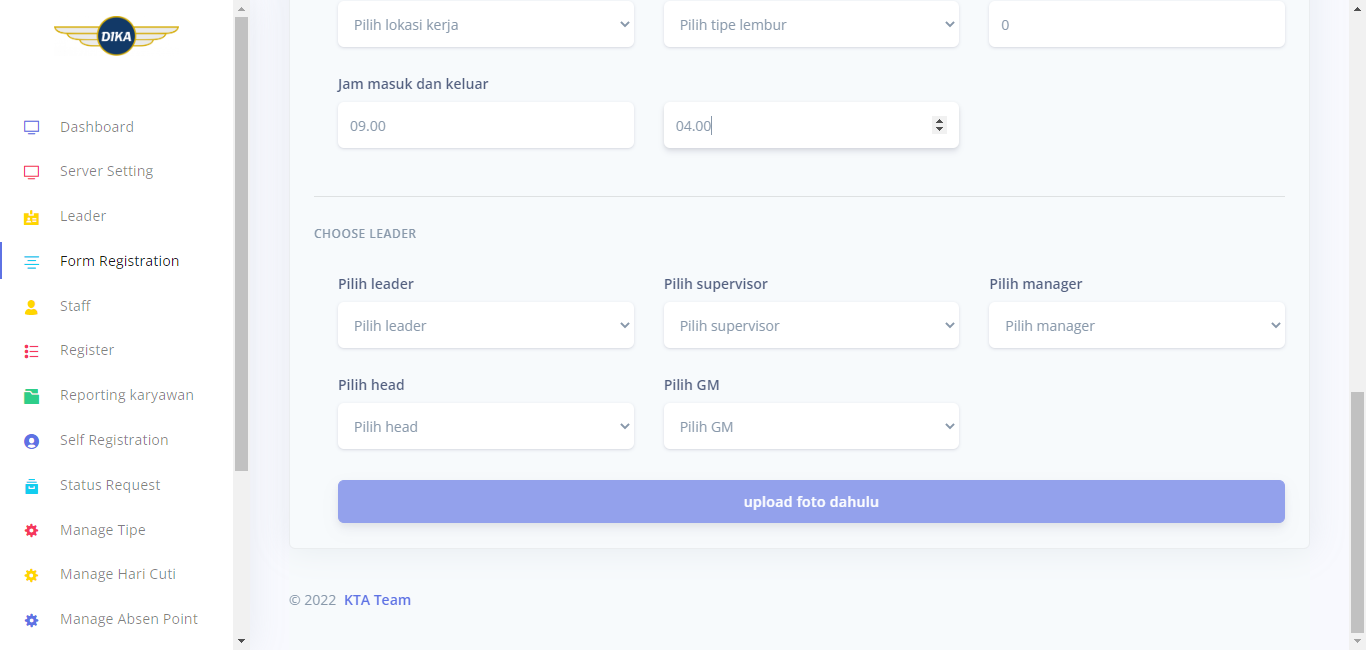 DIKA
Dashboard
Server Setting
Leader
Form Registration
Staff
Register
Reporting karyawan
Self Registration
Status Request
Manage Tipe
Manage Hari Cuti
Manage Absen Point
Pilih lokasi kerja
Pilih tipe lembur
0
Jam masuk dan keluar
09.00
04.00
CHOOSE LEADER
Pilih leader
Pilih supervisor
Pilih manager
Pilih leader
Pilih supervisor
Pilih manager
Pilih head
Pilih GM
Pilih head
Pilih GM
upload foto dahulu
© 2022 KTA Team